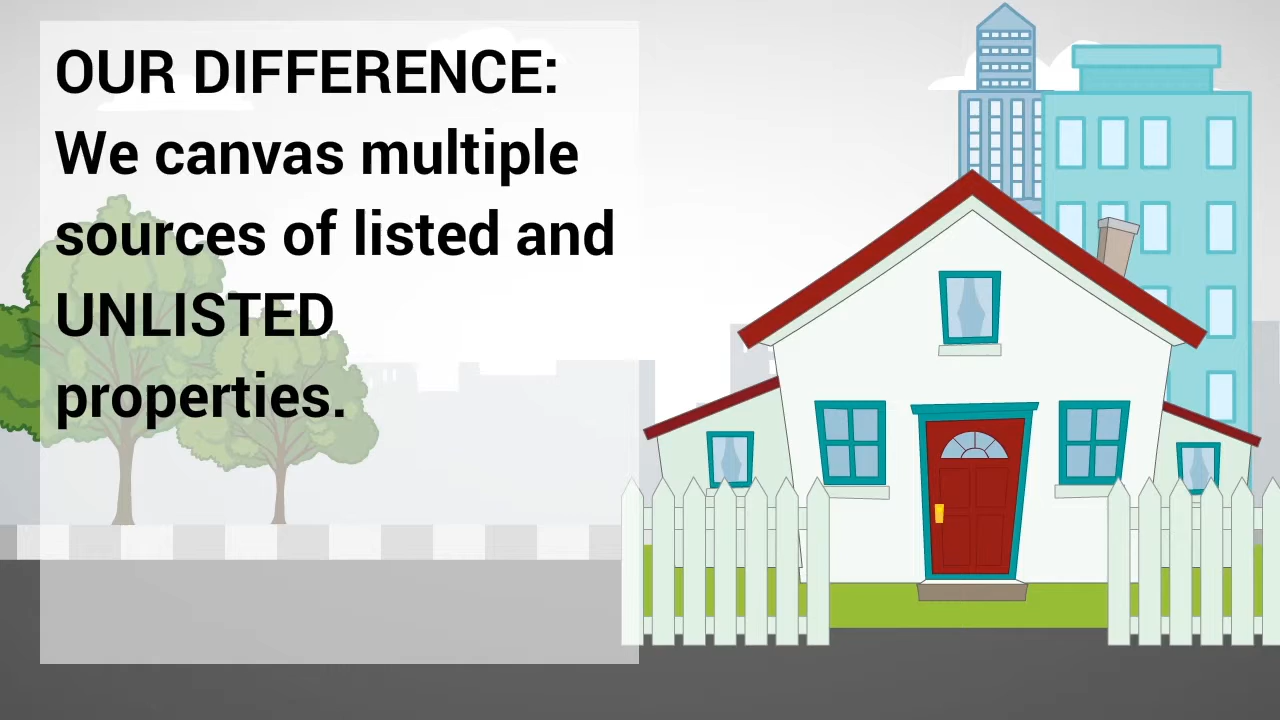 OUR DIFFERENCE:
We canvas multiple
sources of listed and
UNLISTED
properties.